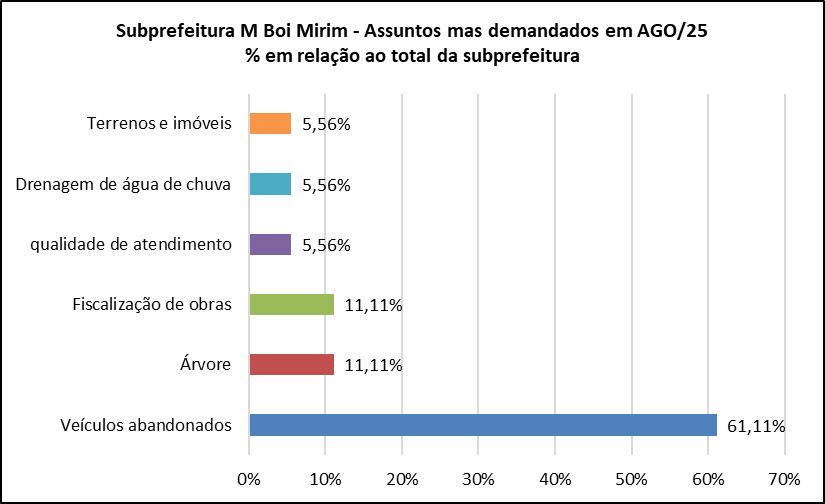 Subprefeitura M Boi Mirim - Assuntos mas demandados em AGO/25
% em relação ao total da subprefeitura
Terrenos e imóveis 5,56%
Drenagem de água de chuva 5,56%
qualidade de atendimento 5,56%
Fiscalização de obras 11,11%
Árvore 11,11%
Veículos abandonados 61,11%
0% 10% 20% 30% 40% 50% 60% 70%